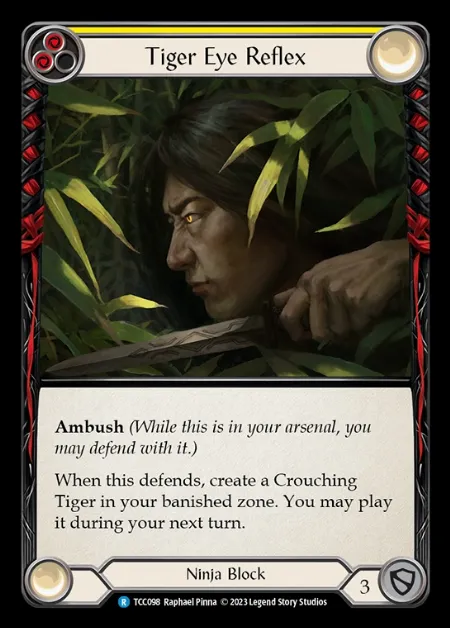 Tiger Eye Reflex
Ambush (While this is in your arsenal, you
may defend with it.)
When this defends, create a Crouching
Tiger in your banished zone. You may play
it during your next turn.
Ninja Block
3
R TCC098 Raphael Pinna © 2023 Legend Story Studios